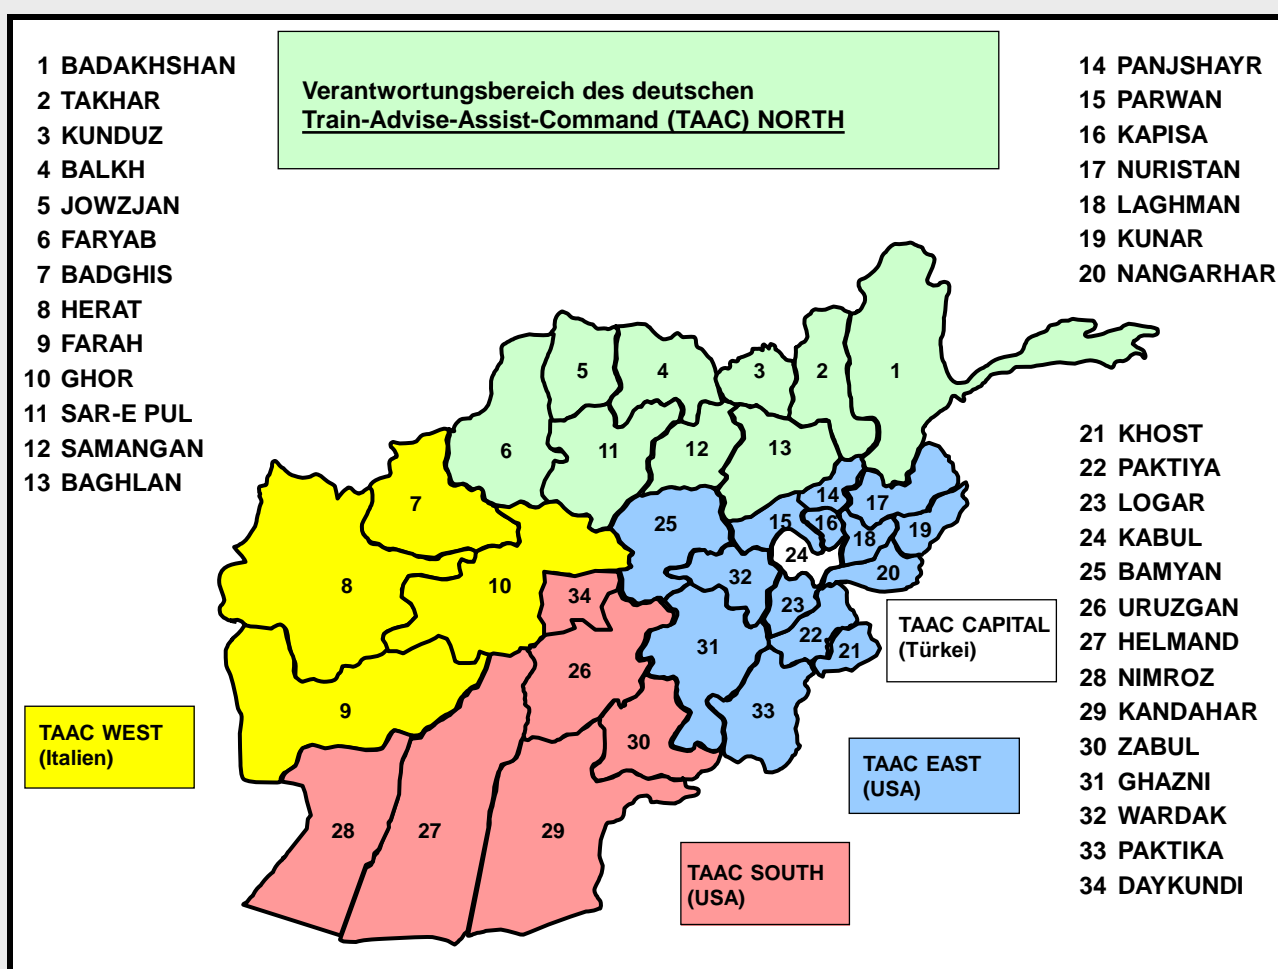 1 BADAKHSHAN
2 TAKHAR
3 KUNDUZ
4 BALKH
5 JOWZJAN
6 FARYAB
7 BADGHIS
8 HERAT
9 FARAH
10 GHOR
11 SAR-E PUL
12 SAMANGAN
13 BAGHLAN
Verantwortungsbereich des deutschen
Train-Advise-Assist-Command (TAAC) NORTH
14 PANJSHAYR
15 PARWAN
16 KAPISA
17 NURISTAN
18 LAGHMAN
19 KUNAR
20 NANGARHAR
21 KHOST
22 PAKTIYA
23 LOGAR
24 KABUL
25 BAMYAN
26 URUZGAN
27 HELMAND
28 NIMROZ
29 KANDAHAR
30 ZABUL
31 GHAZNI
32 WARDAK
33 PAKTIKA
34 DAYKUNDI
1
2
3
4
5
6
11
12
13
7
14
17
25
15
16
19
18
24
20
8
10
32
34
23
22
21
31
26
9
33
30
28
27
29
TAAC CAPITAL
(Türkei)
TAAC WEST
(Italien)
TAAC EAST
(USA)
TAAC SOUTH
(USA)